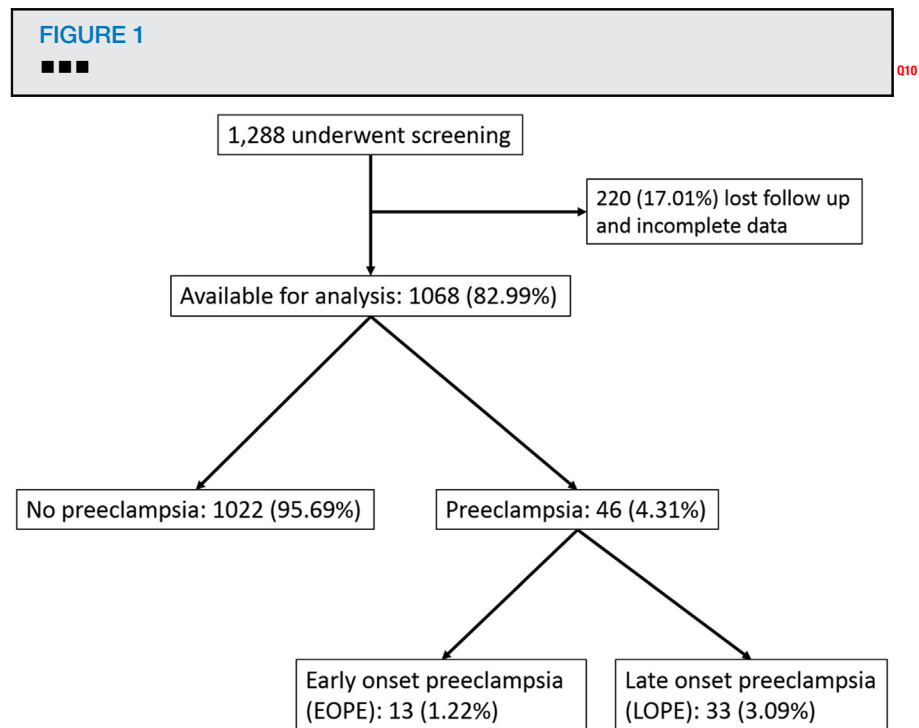 FIGURE 1
■■■
Q10
1,288 underwent screening
220 (17.01%) lost follow up
and incomplete data
Available for analysis: 1068 (82.99%)
No preeclampsia: 1022 (95.69%)
Preeclampsia: 46 (4.31%)
Early onset preeclampsia
(EOPE): 13 (1.22%)
Late onset preeclampsia
(LOPE): 33 (3.09%)